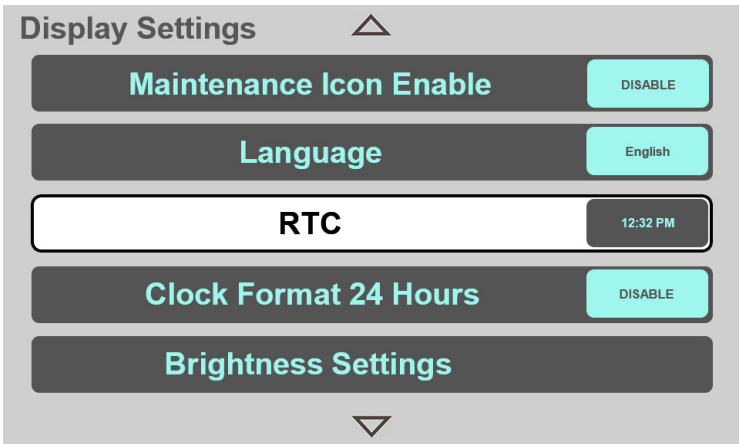 Display Settings
Maintenance Icon Enable DISABLE
Language English
RTC 12:32 PM
Clock Format 24 Hours DISABLE
Brightness Settings